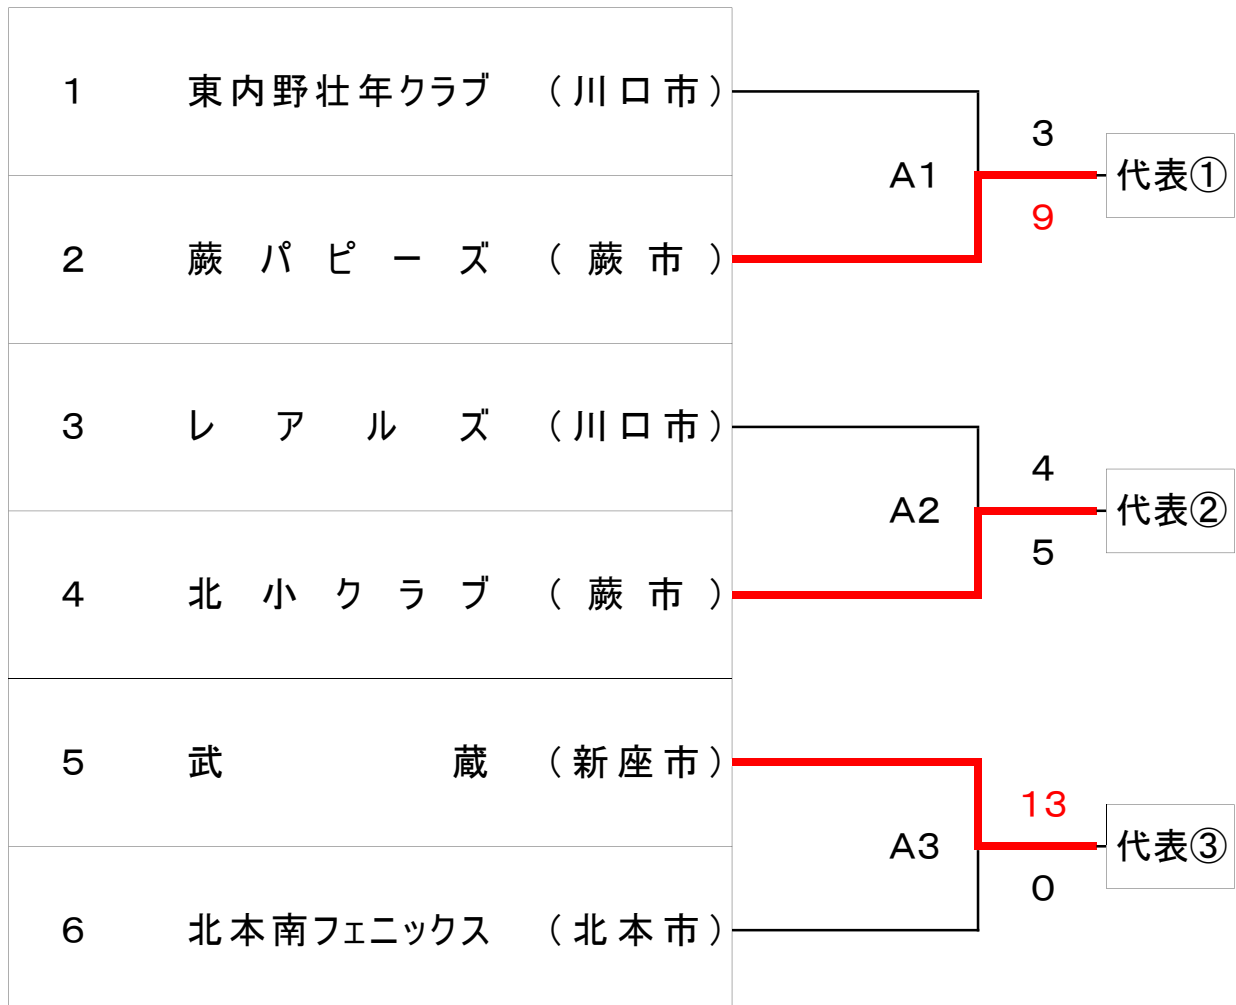 1 東内野壮年クラブ (川口市)
3
A1 代表①
9
2 蕨パピーズ (蕨市)
3 レアルズ (川口市)
4
A2 代表②
5
4 北小クラブ (蕨市)
5 武蔵 (新座市)
13
A3 代表③
0
6 北本南フェニックス (北本市)